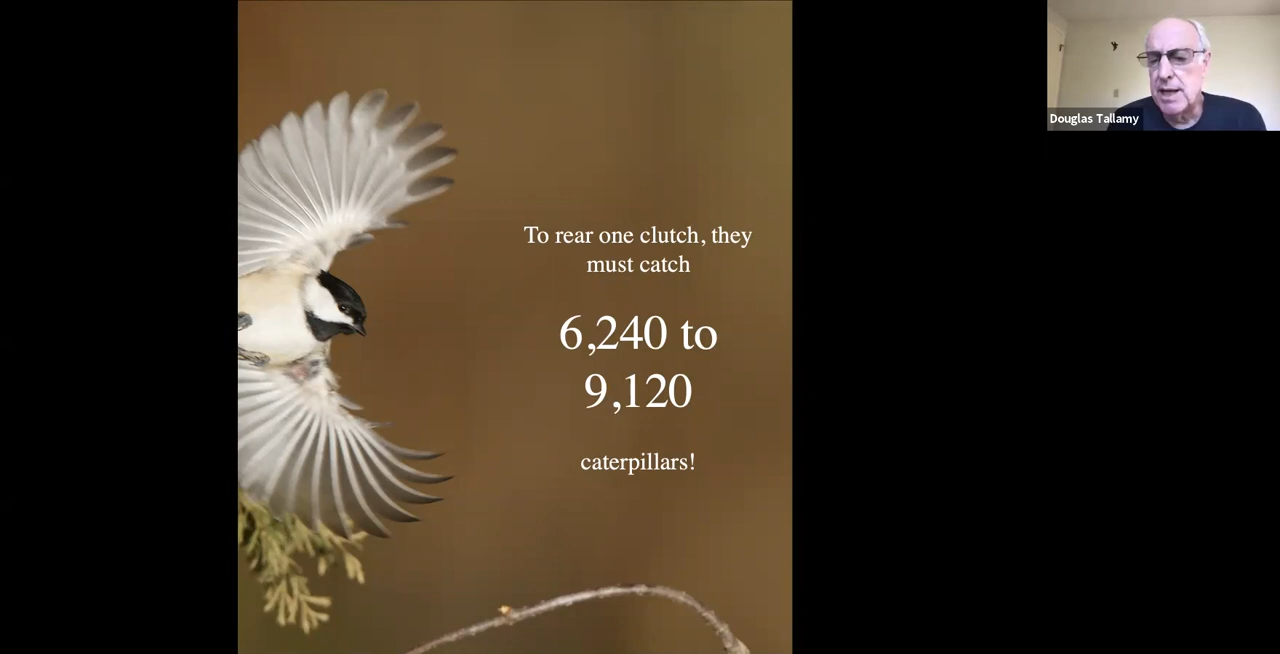 To rear one clutch, they
must catch
6,240 to
9,120
caterpillars!
Douglas Tallamy